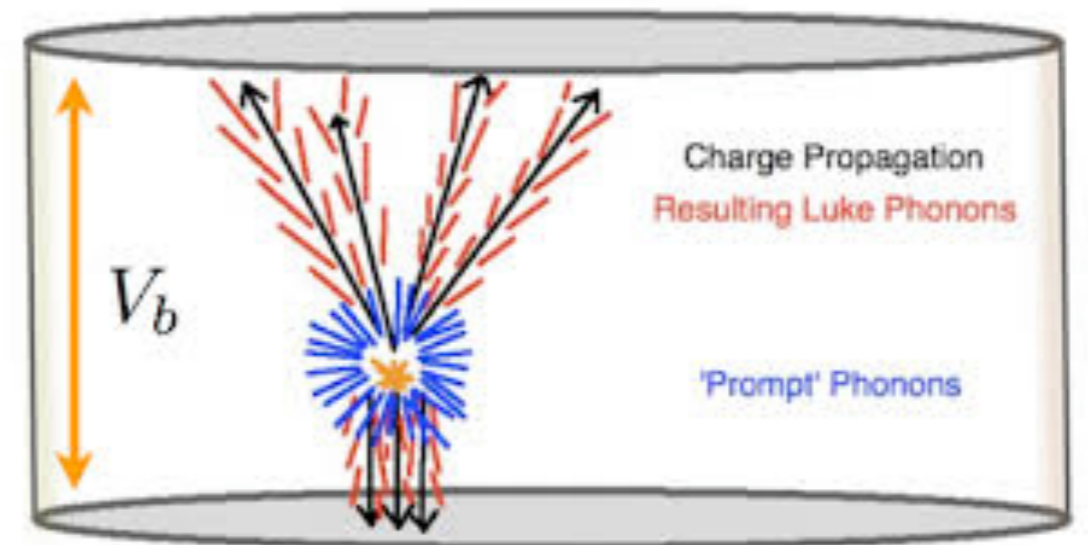 Charge Propagation
Resulting Luke Phonons
V_b
'Prompt' Phonons